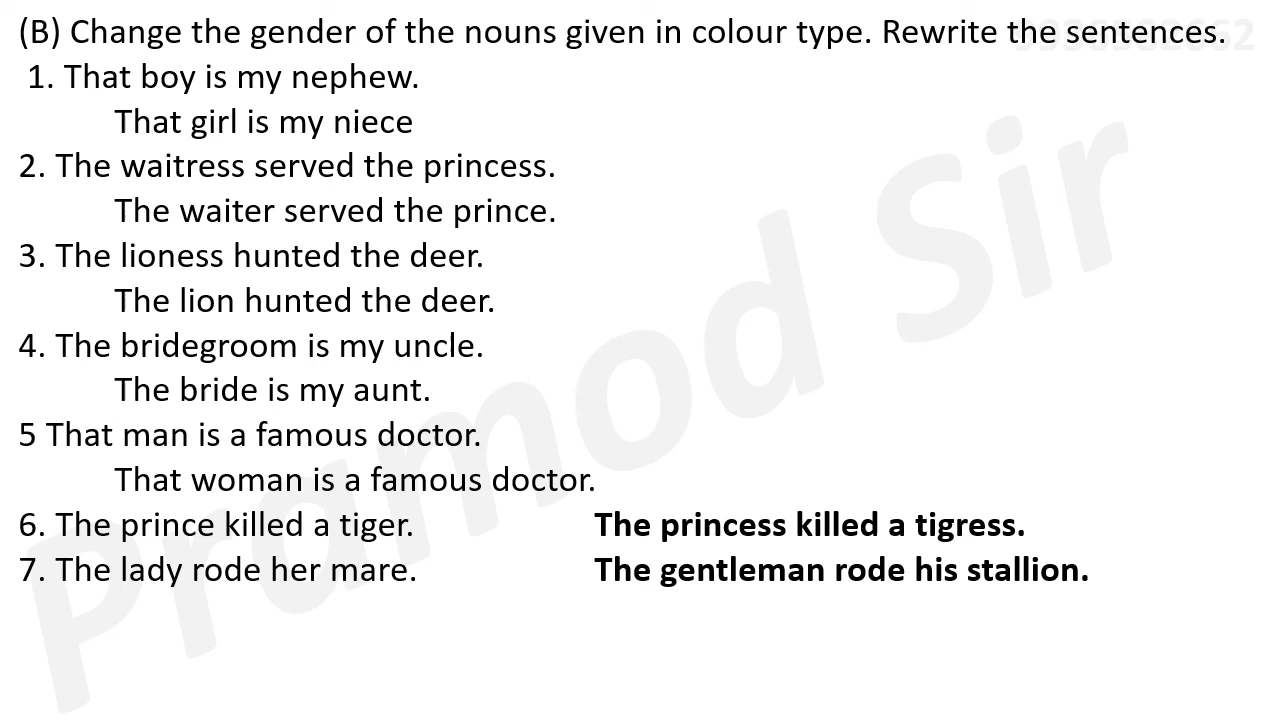 (B) Change the gender of the nouns given in colour type. Rewrite the sentences.
1. That boy is my nephew.
That girl is my niece
2. The waitress served the princess.
The waiter served the prince.
3. The lioness hunted the deer.
The lion hunted the deer.
4. The bridegroom is my uncle.
The bride is my aunt.
5 That man is a famous doctor.
That woman is a famous doctor.
6. The prince killed a tiger. The princess killed a tigress.
7. The lady rode her mare. The gentleman rode his stallion.
Pramod Sir